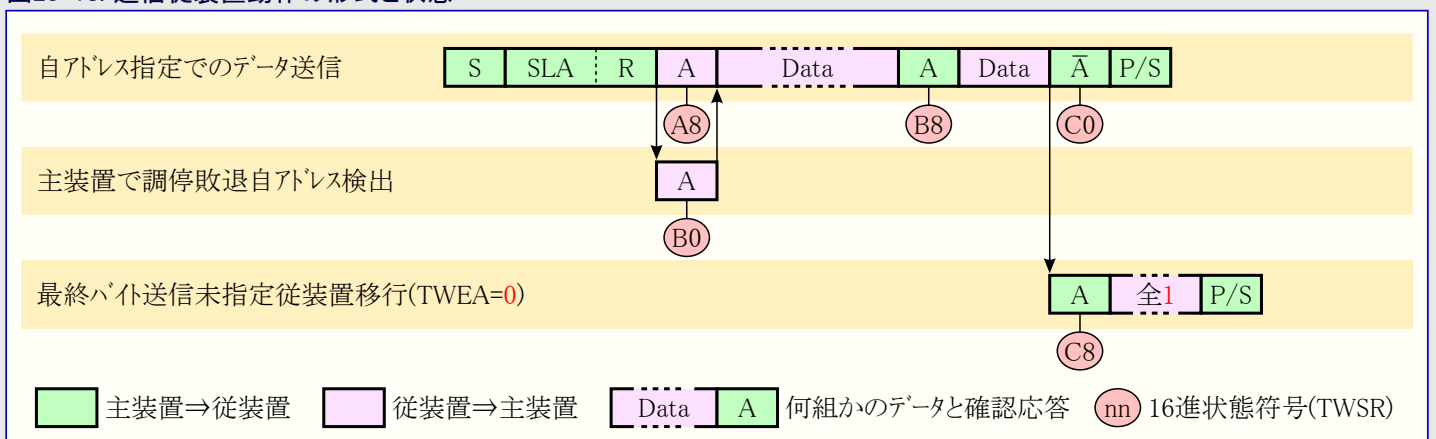 自アドレス指定でのデータ送信 S SLA R A Data A Data A̅ P/S
A8 B8 C0
主装置で調停敗退自アドレス検出 A
B0
最終バイト送信未指定従装置移行(TWEA=0) A 全1 P/S
C8
主装置⇒従装置 従装置⇒主装置 Data A 何組かのデータと確認応答 nn 16進状態符号(TWSR)